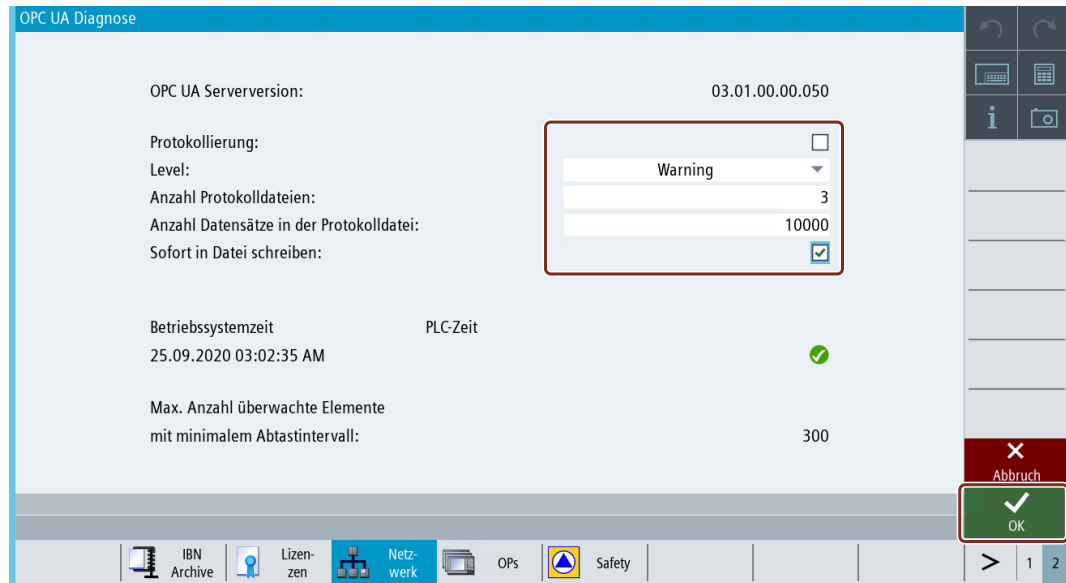 OPC UA Diagnose
OPC UA Serverversion: 03.01.00.00.050
Protokollierung:
Level: Warning
Anzahl Protokolldateien: 3
Anzahl Datensätze in der Protokolldatei: 10000
Sofort in Datei schreiben:
Betriebssystemzeit PLC-Zeit
25.09.2020 03:02:35 AM
Max. Anzahl überwachte Elemente
mit minimalem Abtastintervall: 300
Abbruch
OK
IBN
Archive
Lizen-
zen
Netz-
werk
OPs
Safety
> 1 2